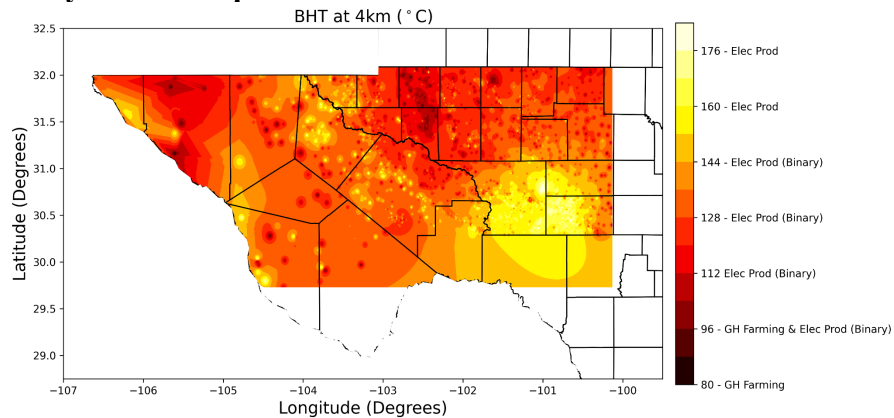 BHT at 4km (°C)
32.5
32.0
31.5
31.0
30.5
30.0
29.5
29.0
Latitude (Degrees)
−107
−106
−105
−104
−103
−102
−101
−100
Longitude (Degrees)
176 - Elec Prod
160 - Elec Prod
144 - Elec Prod (Binary)
128 - Elec Prod (Binary)
112 Elec Prod (Binary)
96 - GH Farming & Elec Prod (Binary)
80 - GH Farming